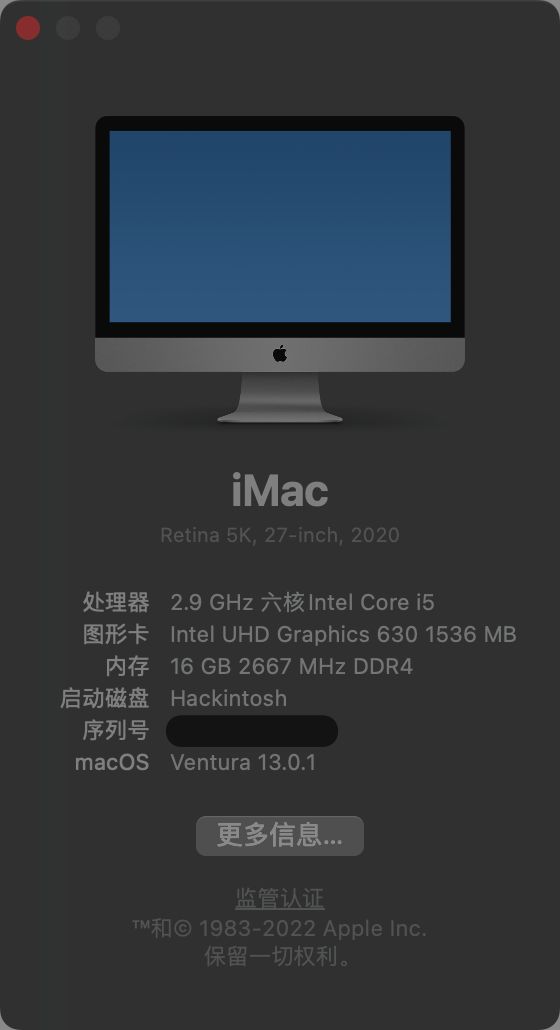 iMac
Retina 5K, 27-inch, 2020
处理器 2.9 GHz 六核Intel Core i5
图形卡 Intel UHD Graphics 630 1536 MB
内存 16 GB 2667 MHz DDR4
启动磁盘 Hackintosh
序列号
macOS Ventura 13.0.1
更多信息...
监管认证
™和© 1983-2022 Apple Inc.
保留一切权利。